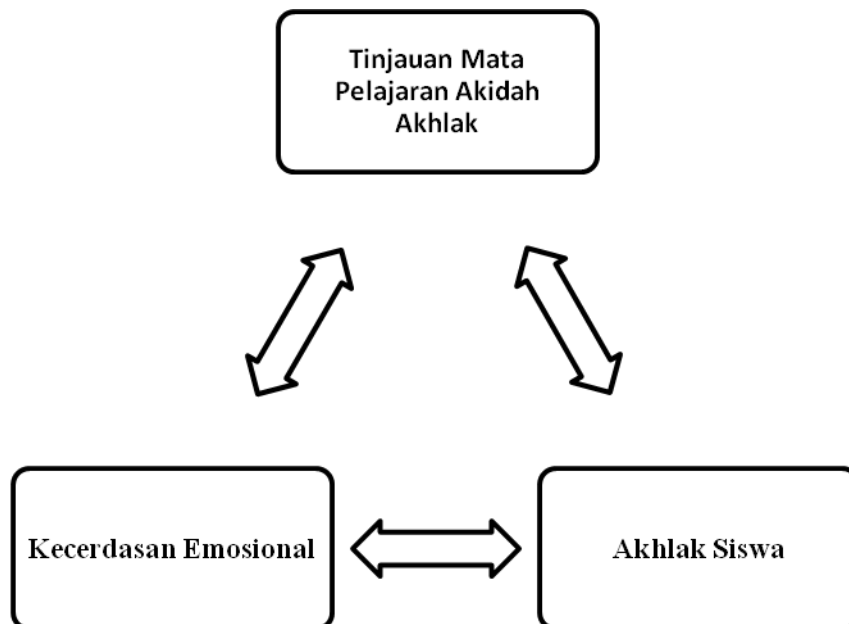 Tinjauan Mata
Pelajaran Akidah
Akhlak
Kecerdasan Emosional
Akhlak Siswa